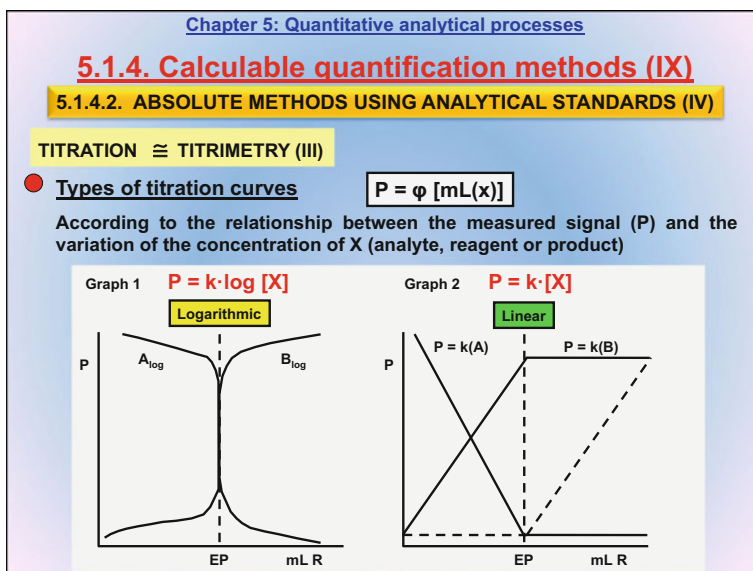 Chapter 5: Quantitative analytical processes
5.1.4. Calculable quantification methods (IX)
5.1.4.2. ABSOLUTE METHODS USING ANALYTICAL STANDARDS (IV)
TITRATION ≅ TITRIMETRY (III)
Types of titration curves P = φ [mL(x)]
According to the relationship between the measured signal (P) and the
variation of the concentration of X (analyte, reagent or product)
Graph 1 P = k·log [X]
Logarithmic
P
Alog
Blog
EP mL R
Graph 2 P = k·[X]
Linear
P = k(A) P = k(B)
P
EP mL R